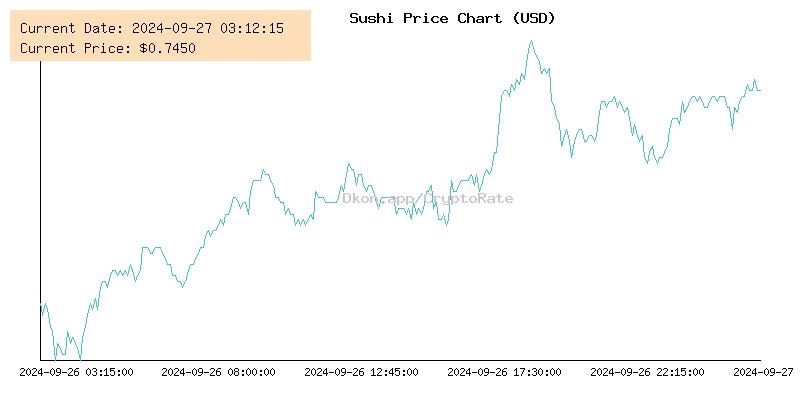 Sushi Price Chart (USD)
Current Date: 2024-09-27 03:12:15
Current Price: $0.7450
Dkon.app/CryptoRate
2024-09-26 03:15:00 2024-09-26 08:00:00 2024-09-26 12:45:00 2024-09-26 17:30:00 2024-09-26 22:15:00 2024-09-27